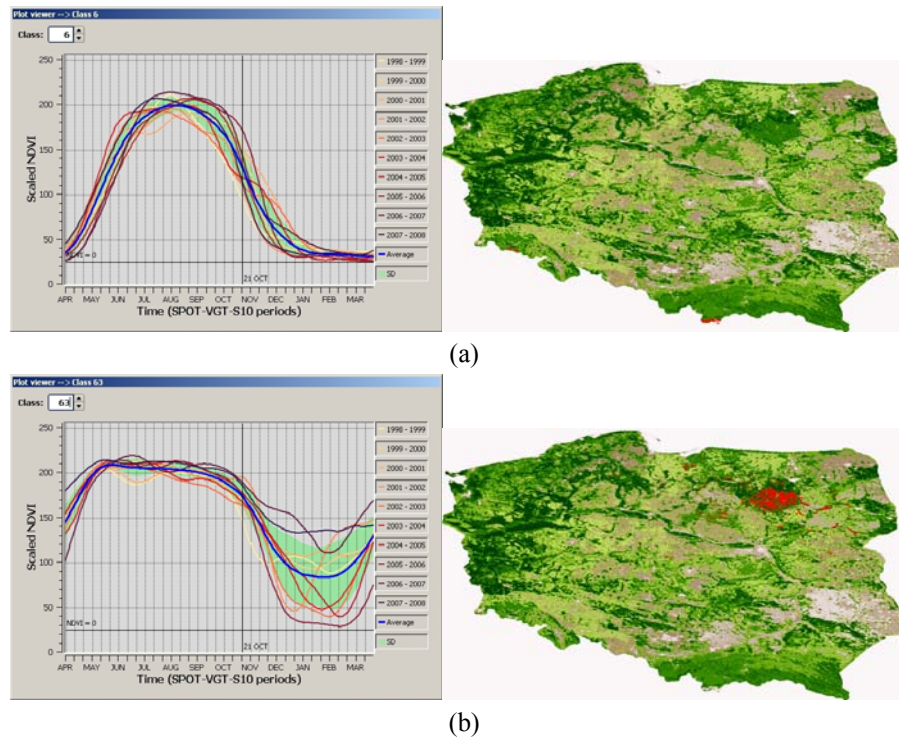 Plot viewer --> Class 6
Class: 6
250
200
150
100
50
0
Scaled NDVI
NDVI = 0
21 OCT
APR MAY JUN JUL AUG SEP OCT NOV DEC JAN FEB MAR
Time (SPOT-VGT-S10 periods)
1998 - 1999
1999 - 2000
2000 - 2001
2001 - 2002
2002 - 2003
2003 - 2004
2004 - 2005
2005 - 2006
2006 - 2007
2007 - 2008
Average
SD
(a)
Plot viewer --> Class 63
Class: 63
250
200
150
100
50
0
Scaled NDVI
NDVI = 0
21 OCT
APR MAY JUN JUL AUG SEP OCT NOV DEC JAN FEB MAR
Time (SPOT-VGT-S10 periods)
1998 - 1999
1999 - 2000
2000 - 2001
2001 - 2002
2002 - 2003
2003 - 2004
2004 - 2005
2005 - 2006
2006 - 2007
2007 - 2008
Average
SD
(b)